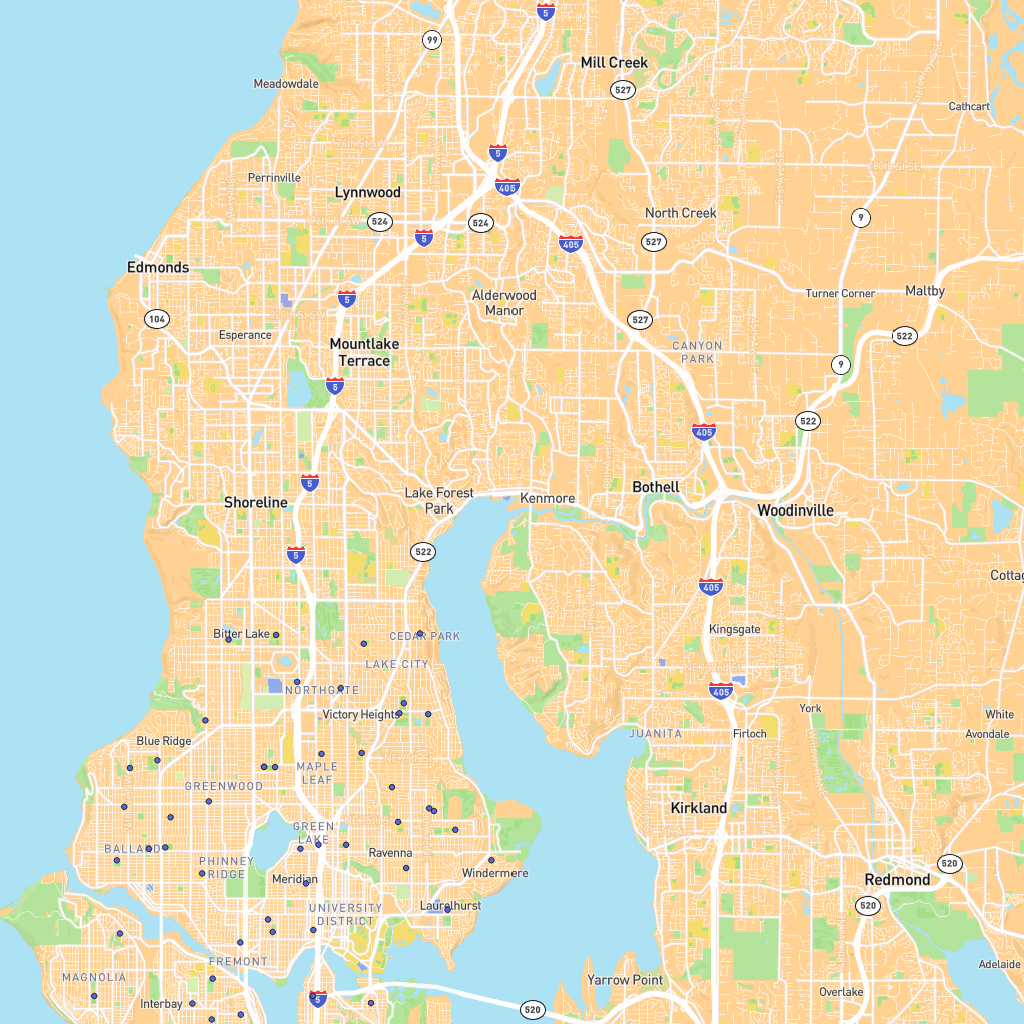 5
99
Mill Creek
Meadowdale
527
Cathcart
5
Perrinville
405
Lynnwood
524
524
North Creek
9
5
405
527
Edmonds
Alderwood
Manor
Turner Corner
Maltby
5
104
527
Esperance
522
Mountlake
Terrace
CANYON
PARK
9
5
522
405
5
Bothell
Lake Forest
Park
Kenmore
Shoreline
Woodinville
5
522
Cottag
405
Bitter Lake
CEDAR PARK
Kingsgate
LAKE CITY
NORTHGATE
405
Victory Heights
York
White
Blue Ridge
JUANITA
Firloch
Avondale
MAPLE
LEAF
GREENWOOD
Kirkland
GREEN
LAKE
BALLARD
Ravenna
PHINNEY
RIDGE
520
Meridian
Windermere
Redmond
UNIVERSITY
DISTRICT
Laurelhurst
520
FREMONT
Adelaide
MAGNOLIA
Yarrow Point
Interbay
5
Overlake
520